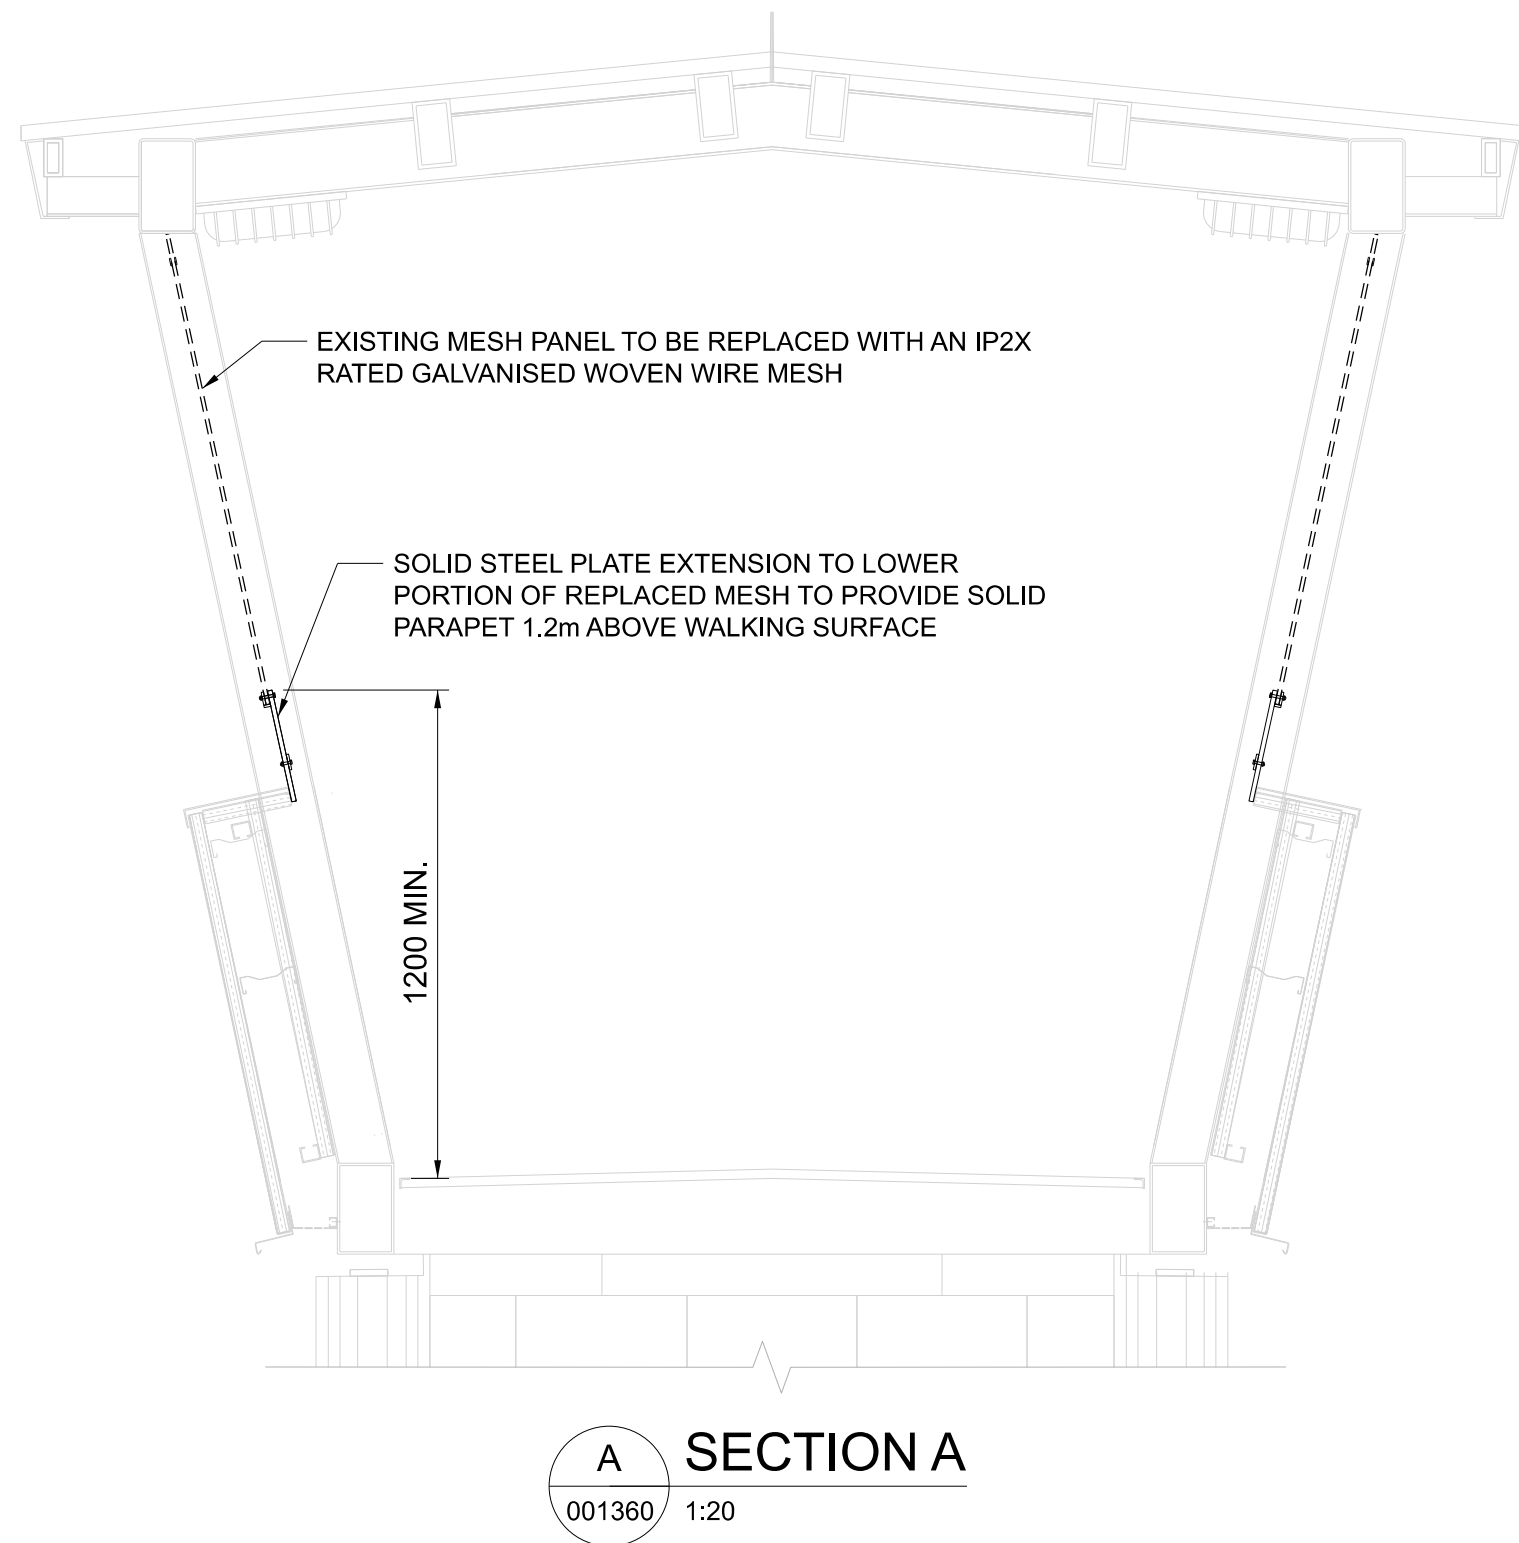 EXISTING MESH PANEL TO BE REPLACED WITH AN IP2X
RATED GALVANISED WOVEN WIRE MESH
SOLID STEEL PLATE EXTENSION TO LOWER
PORTION OF REPLACED MESH TO PROVIDE SOLID
PARAPET 1.2m ABOVE WALKING SURFACE
1200 MIN.
A
SECTION A
001360
1:20